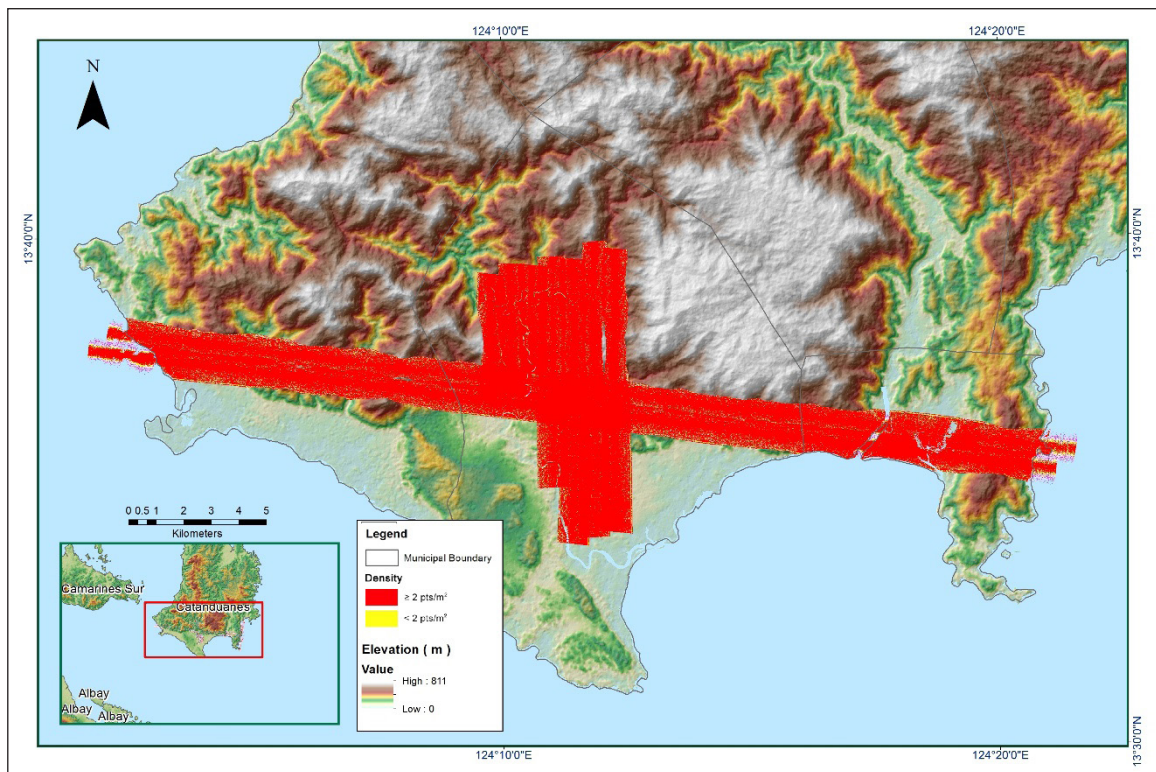 124°10'0"E
124°20'0"E
N
13°40'0"N
13°40'0"N
0 0.5 1 2 3 4 5
Kilometers
Camarines Sur
Catanduanes
Albay
Albay
Albay
Legend
Municipal Boundary
Density
≥ 2 pts/m²
< 2 pts/m²
Elevation ( m )
Value
High : 811
Low : 0
13°30'0"N
124°10'0"E
124°20'0"E